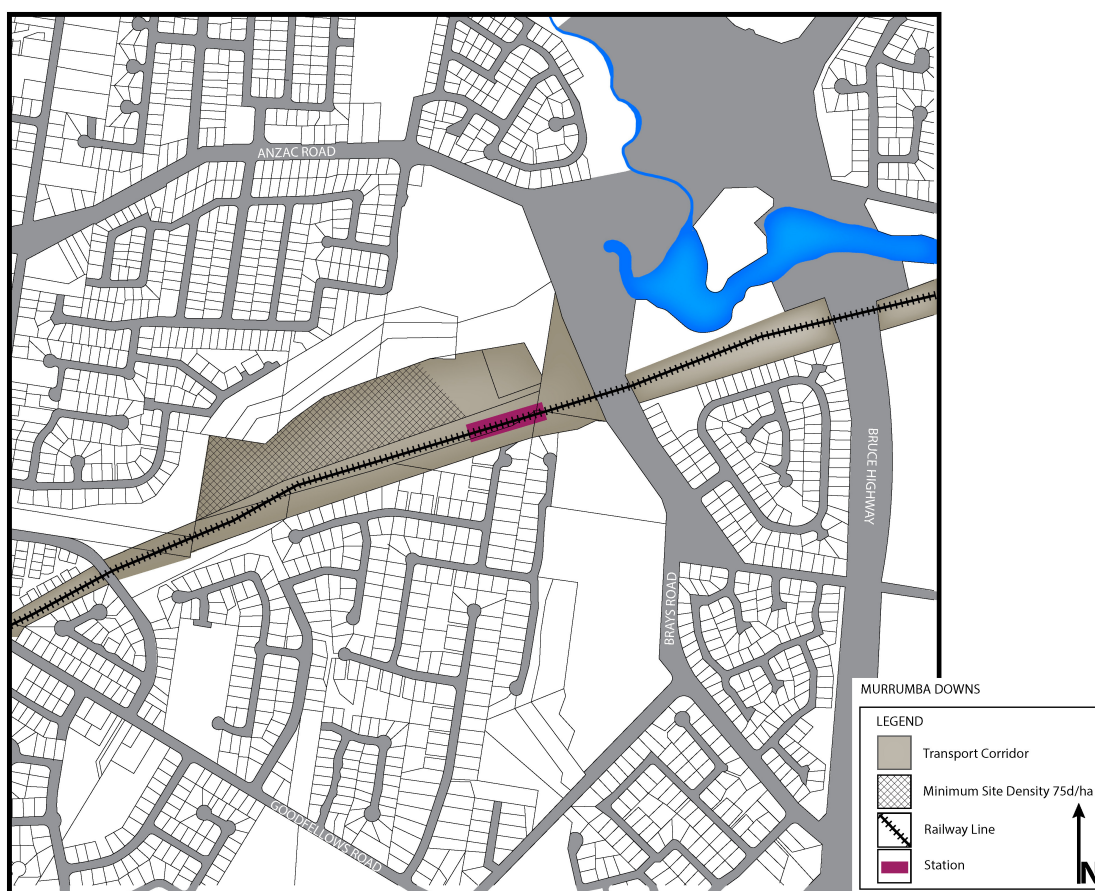 ANZAC ROAD
BRUCE HIGHWAY
BRAYS ROAD
GOODFELLOWS ROAD
MURRUMBA DOWNS
LEGEND
Transport Corridor
Minimum Site Density 75d/ha
Railway Line
Station
N